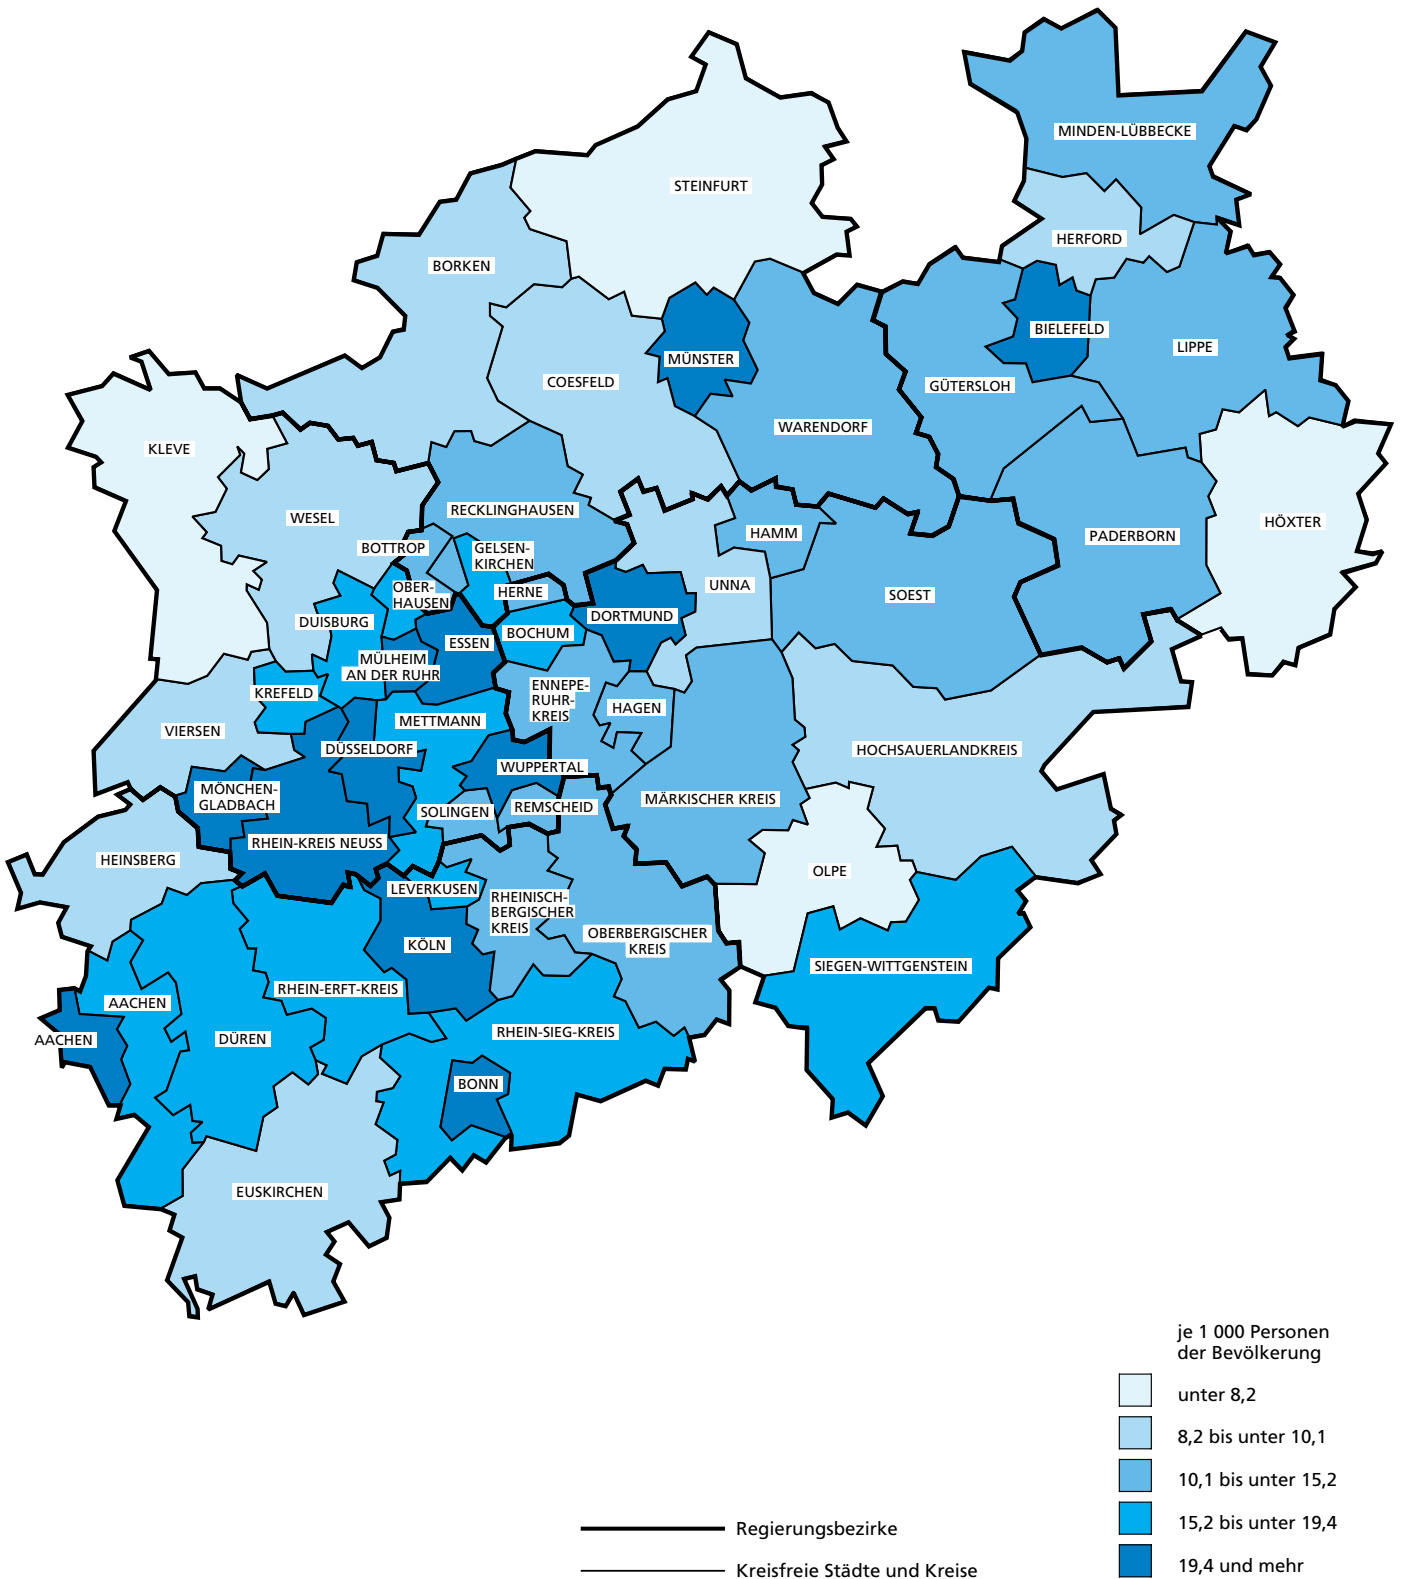 MINDEN-LÜBBECKE
STEINFURT
HERFORD
BORKEN
BIELEFELD
LIPPE
MÜNSTER
COESFELD
GÜTERSLOH
WARENDORF
KLEVE
RECKLINGHAUSEN
WESEL
HÖXTER
HAMM
PADERBORN
BOTTROP
GELSEN-
KIRCHEN
UNNA
OBER-
HAUSEN
HERNE
SOEST
DORTMUND
DUISBURG
BOCHUM
ESSEN
MÜLHEIM
AN DER RUHR
KREFELD
ENNEPE-
RUHR-
KREIS
HAGEN
METTMANN
VIERSEN
DÜSSELDORF
HOCHSAUERLANDKREIS
WUPPERTAL
MÖNCHEN-
GLADBACH
MÄRKISCHER KREIS
REMSCHEID
SOLINGEN
RHEIN-KREIS NEUSS
HEINSBERG
OLPE
LEVERKUSEN
RHEINISCH-
BERGISCHER
KREIS
OBERBERGISCHER
KREIS
KÖLN
SIEGEN-WITTGENSTEIN
RHEIN-ERFT-KREIS
AACHEN
RHEIN-SIEG-KREIS
AACHEN
DÜREN
BONN
EUSKIRCHEN
je 1 000 Personen
der Bevölkerung
unter 8,2
8,2 bis unter 10,1
10,1 bis unter 15,2
15,2 bis unter 19,4
19,4 und mehr
Regierungsbezirke
Kreisfreie Städte und Kreise